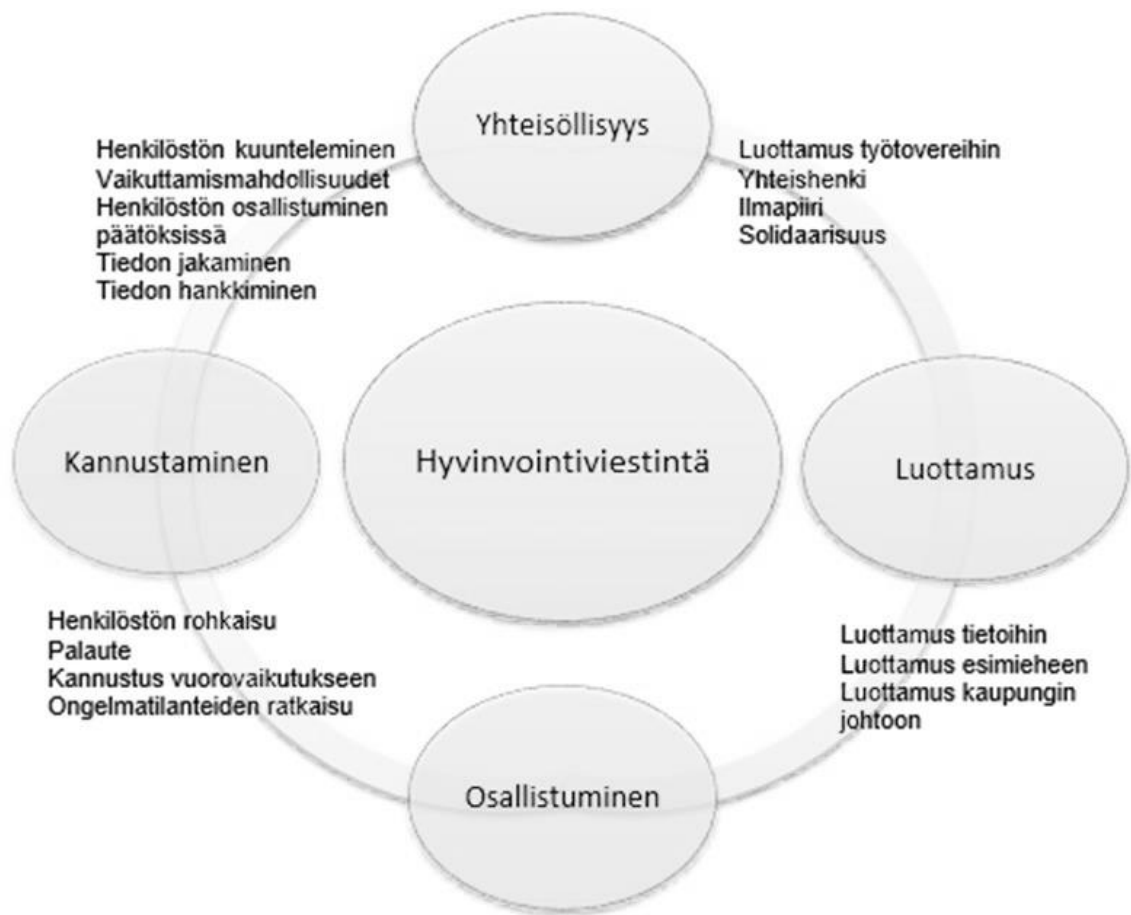 Yhteisöllisyys
Henkilöstön kuunteleminen
Vaikuttamismahdollisuudet
Henkilöstön osallistuminen
päätöksissä
Tiedon jakaminen
Tiedon hankkiminen
Luottamus työtovereihin
Yhteishenki
Ilmapiiri
Solidaarisuus
Kannustaminen
Hyvinvointiviestintä
Luottamus
Henkilöstön rohkaisu
Palaute
Kannustus vuorovaikutukseen
Ongelmatilanteiden ratkaisu
Luottamus tietoihin
Luottamus esimieheen
Luottamus kaupungin
johtoon
Osallistuminen